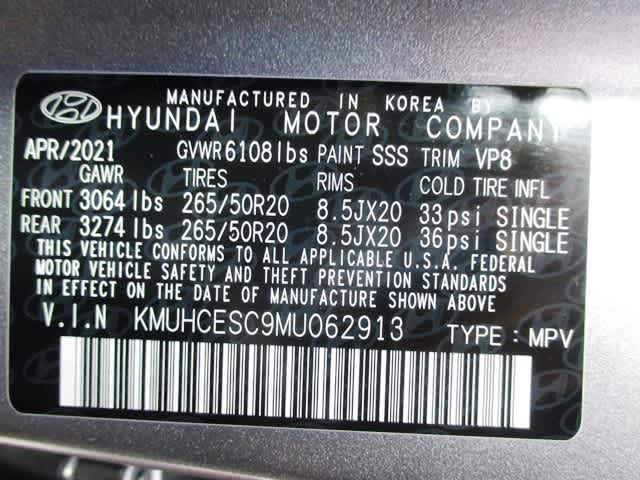 MANUFACTURED IN KOREA BY
HYUNDAI MOTOR COMPANY
APR/2021 GVWR 6108 lbs PAINT SSS TRIM VP8
GAWR TIRES RIMS COLD TIRE INFL
FRONT 3064 lbs 265/50R20 8.5JX20 33 psi SINGLE
REAR 3274 lbs 265/50R20 8.5JX20 36 psi SINGLE
THIS VEHICLE CONFORMS TO ALL APPLICABLE U.S.A. FEDERAL
MOTOR VEHICLE SAFETY AND THEFT PREVENTION STANDARDS
IN EFFECT ON THE DATE OF MANUFACTURE SHOWN ABOVE
V.I.N KMUHCESC9MU062913 TYPE: MPV